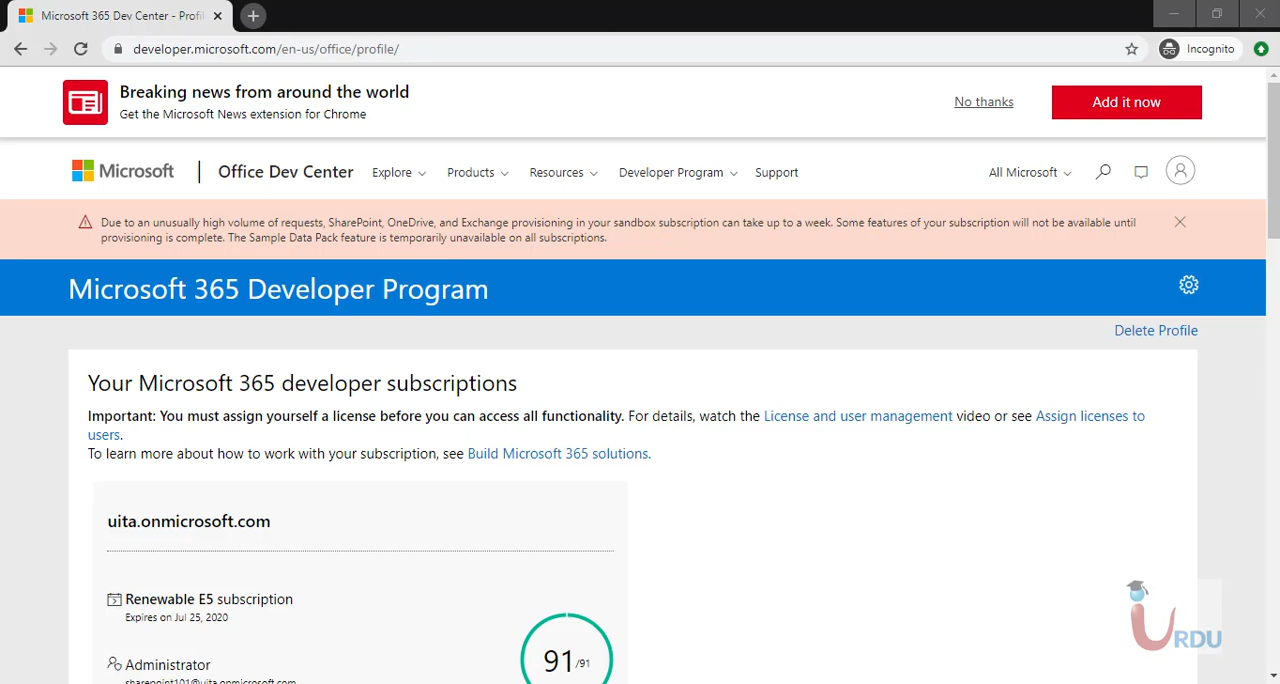 Microsoft 365 Dev Center - Profi
developer.microsoft.com/en-us/office/profile/
Incognito
Breaking news from around the world
Get the Microsoft News extension for Chrome
No thanks
Add it now
Microsoft
Office Dev Center
Explore
Products
Resources
Developer Program
Support
All Microsoft
Due to an unusually high volume of requests, SharePoint, OneDrive, and Exchange provisioning in your sandbox subscription can take up to a week. Some features of your subscription will not be available until
provisioning is complete. The Sample Data Pack feature is temporarily unavailable on all subscriptions.
Microsoft 365 Developer Program
Delete Profile
Your Microsoft 365 developer subscriptions
Important: You must assign yourself a license before you can access all functionality. For details, watch the License and user management video or see Assign licenses to
users.
To learn more about how to work with your subscription, see Build Microsoft 365 solutions.
uita.onmicrosoft.com
Renewable E5 subscription
Expires on Jul 25, 2020
91/91
Administrator
sharepoint101@uita.onmicrosoft.com
iURDU